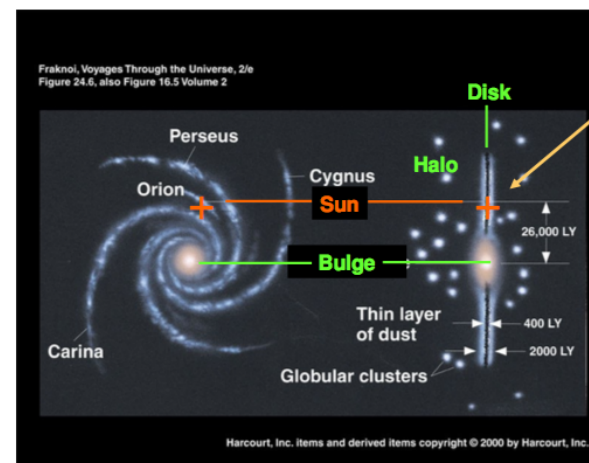 Fraknoi, Voyages Through the Universe, 2/e
Figure 24.6, also Figure 16.5 Volume 2
Disk
Perseus
Halo
Cygnus
Orion
Sun
26,000 LY
Bulge
Thin layer
of dust
400 LY
Carina
2000 LY
Globular clusters
Harcourt, Inc. items and derived items copyright © 2000 by Harcourt, Inc.